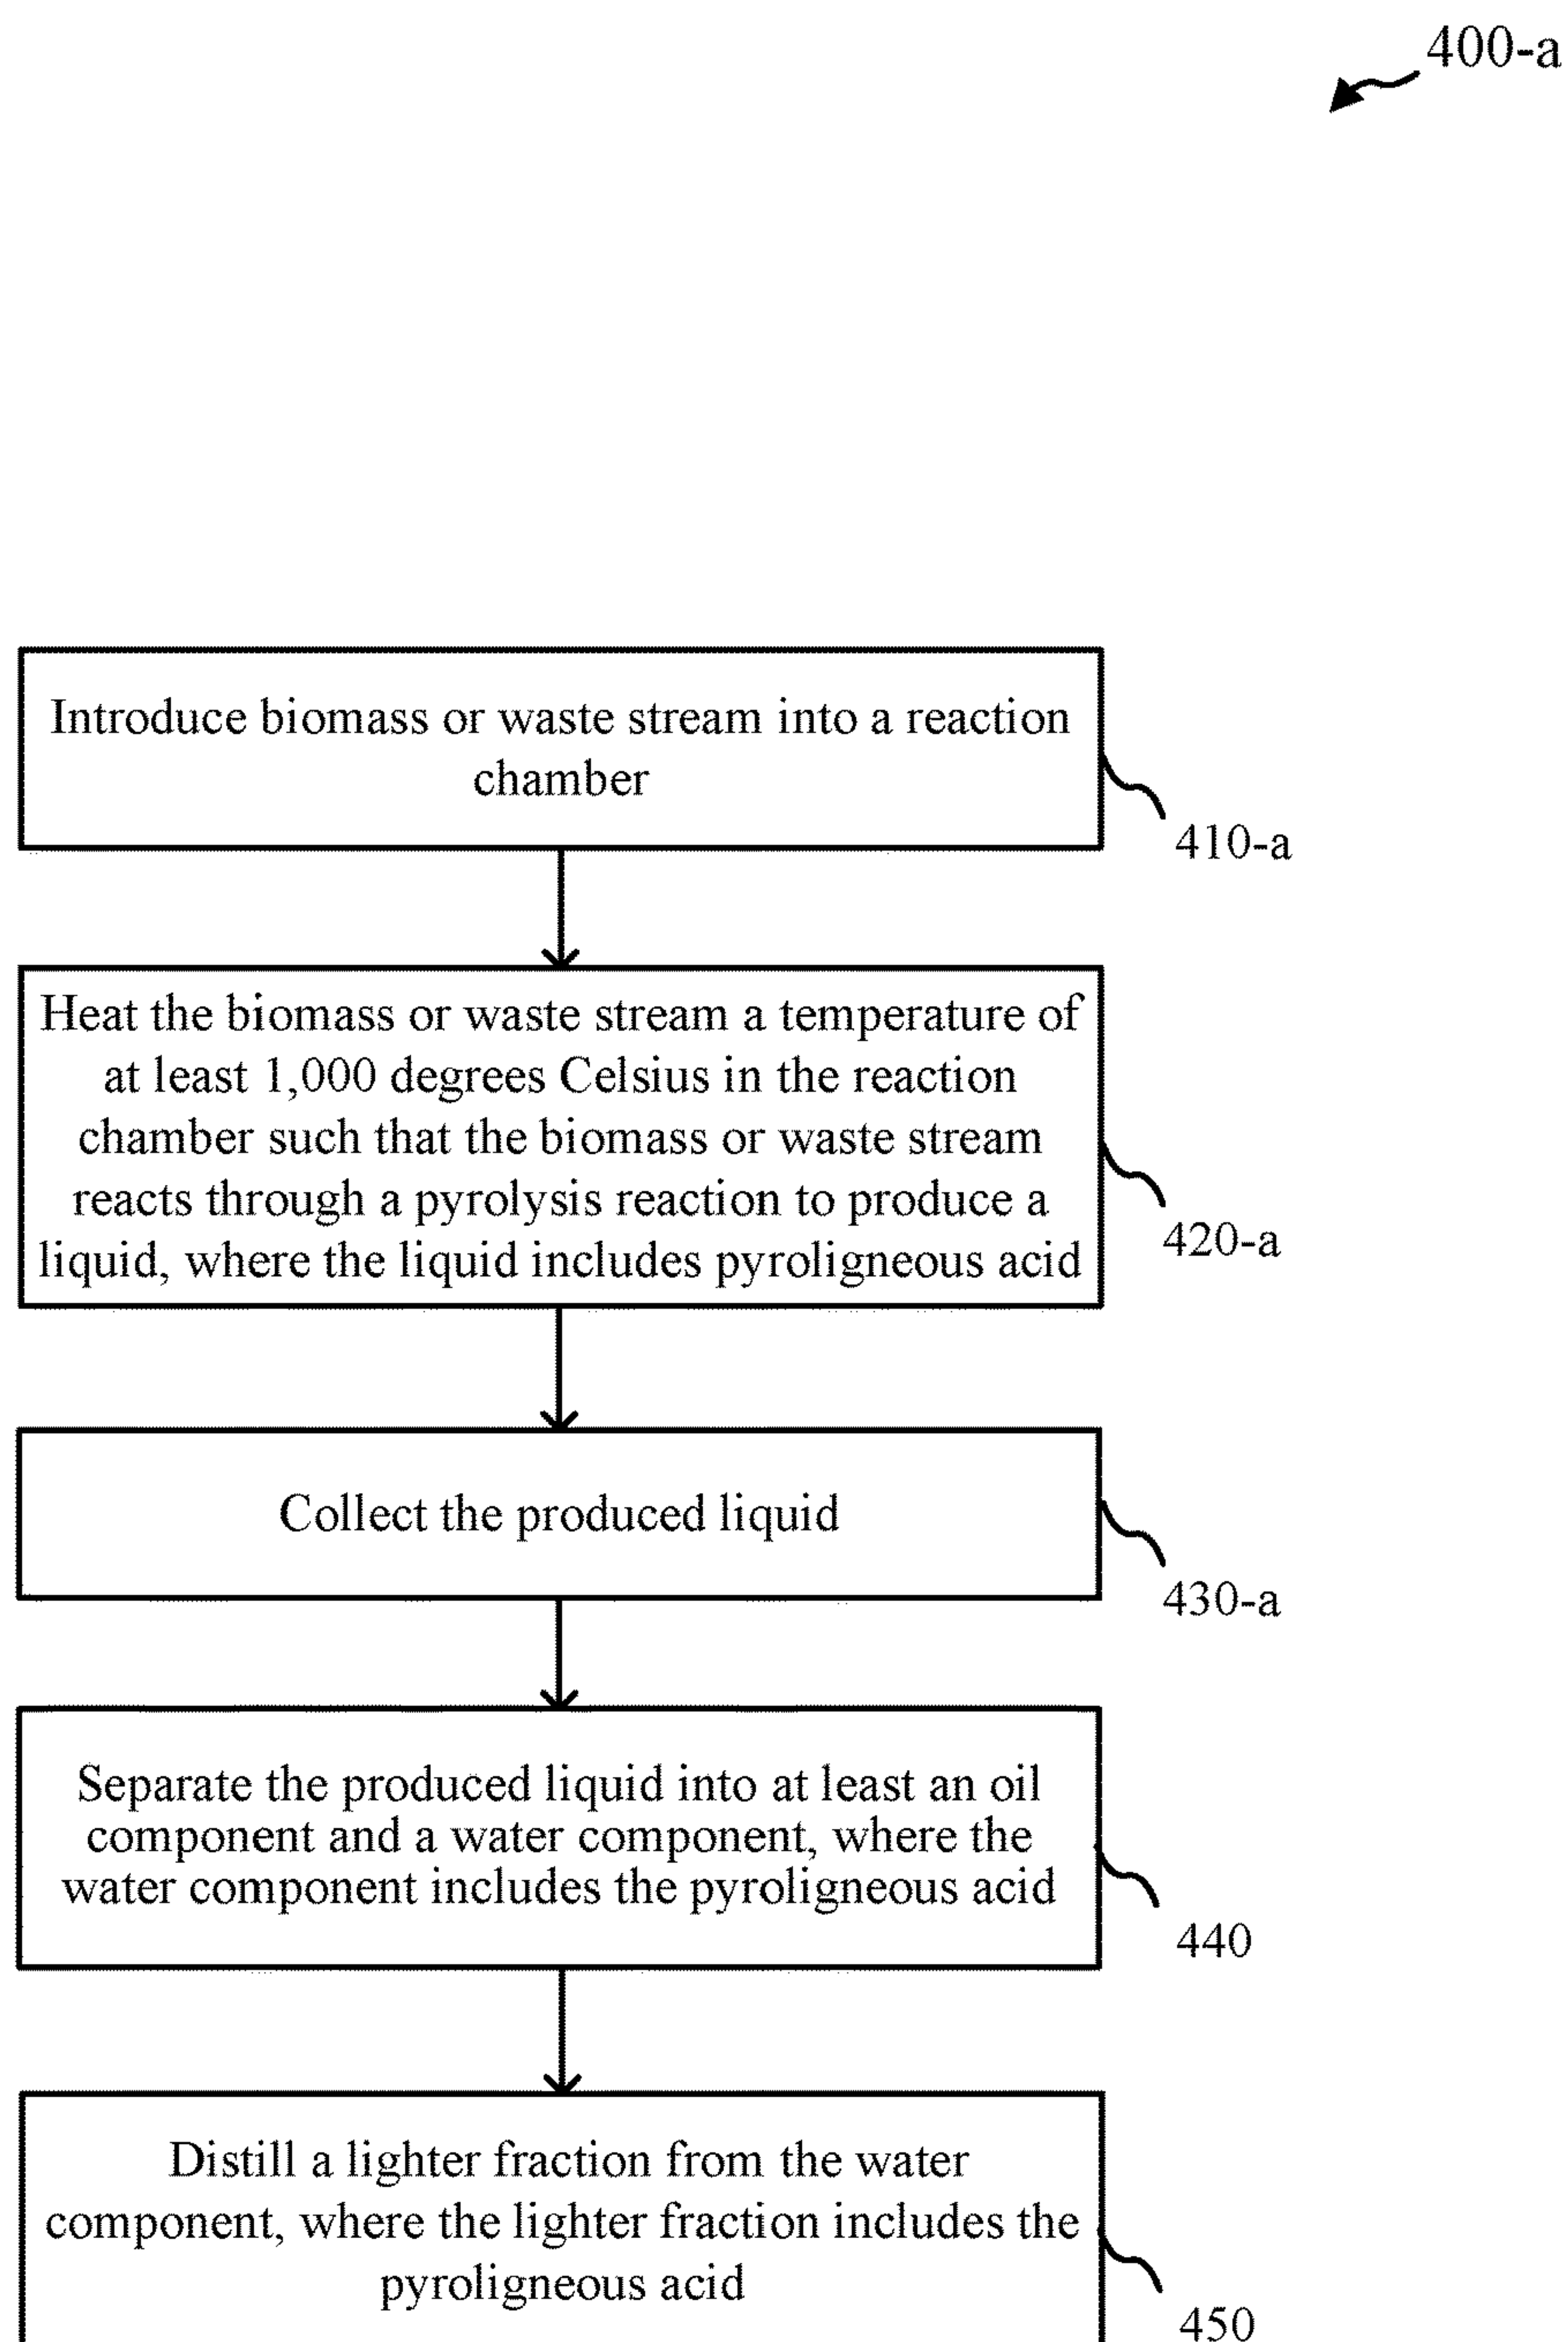 400-a
Introduce biomass or waste stream into a reaction
chamber
410-a
Heat the biomass or waste stream a temperature of
at least 1,000 degrees Celsius in the reaction
chamber such that the biomass or waste stream
reacts through a pyrolysis reaction to produce a
liquid, where the liquid includes pyroligneous acid
420-a
Collect the produced liquid
430-a
Separate the produced liquid into at least an oil
component and a water component, where the
water component includes the pyroligneous acid
440
Distill a lighter fraction from the water
component, where the lighter fraction includes the
pyroligneous acid
450